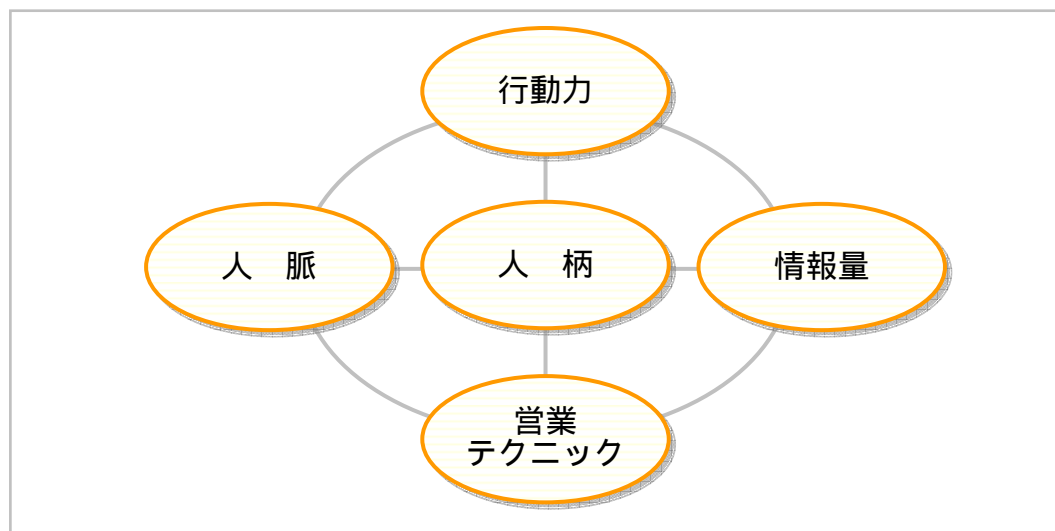 行動力
人　脈
人　柄
情報量
営業
テクニック